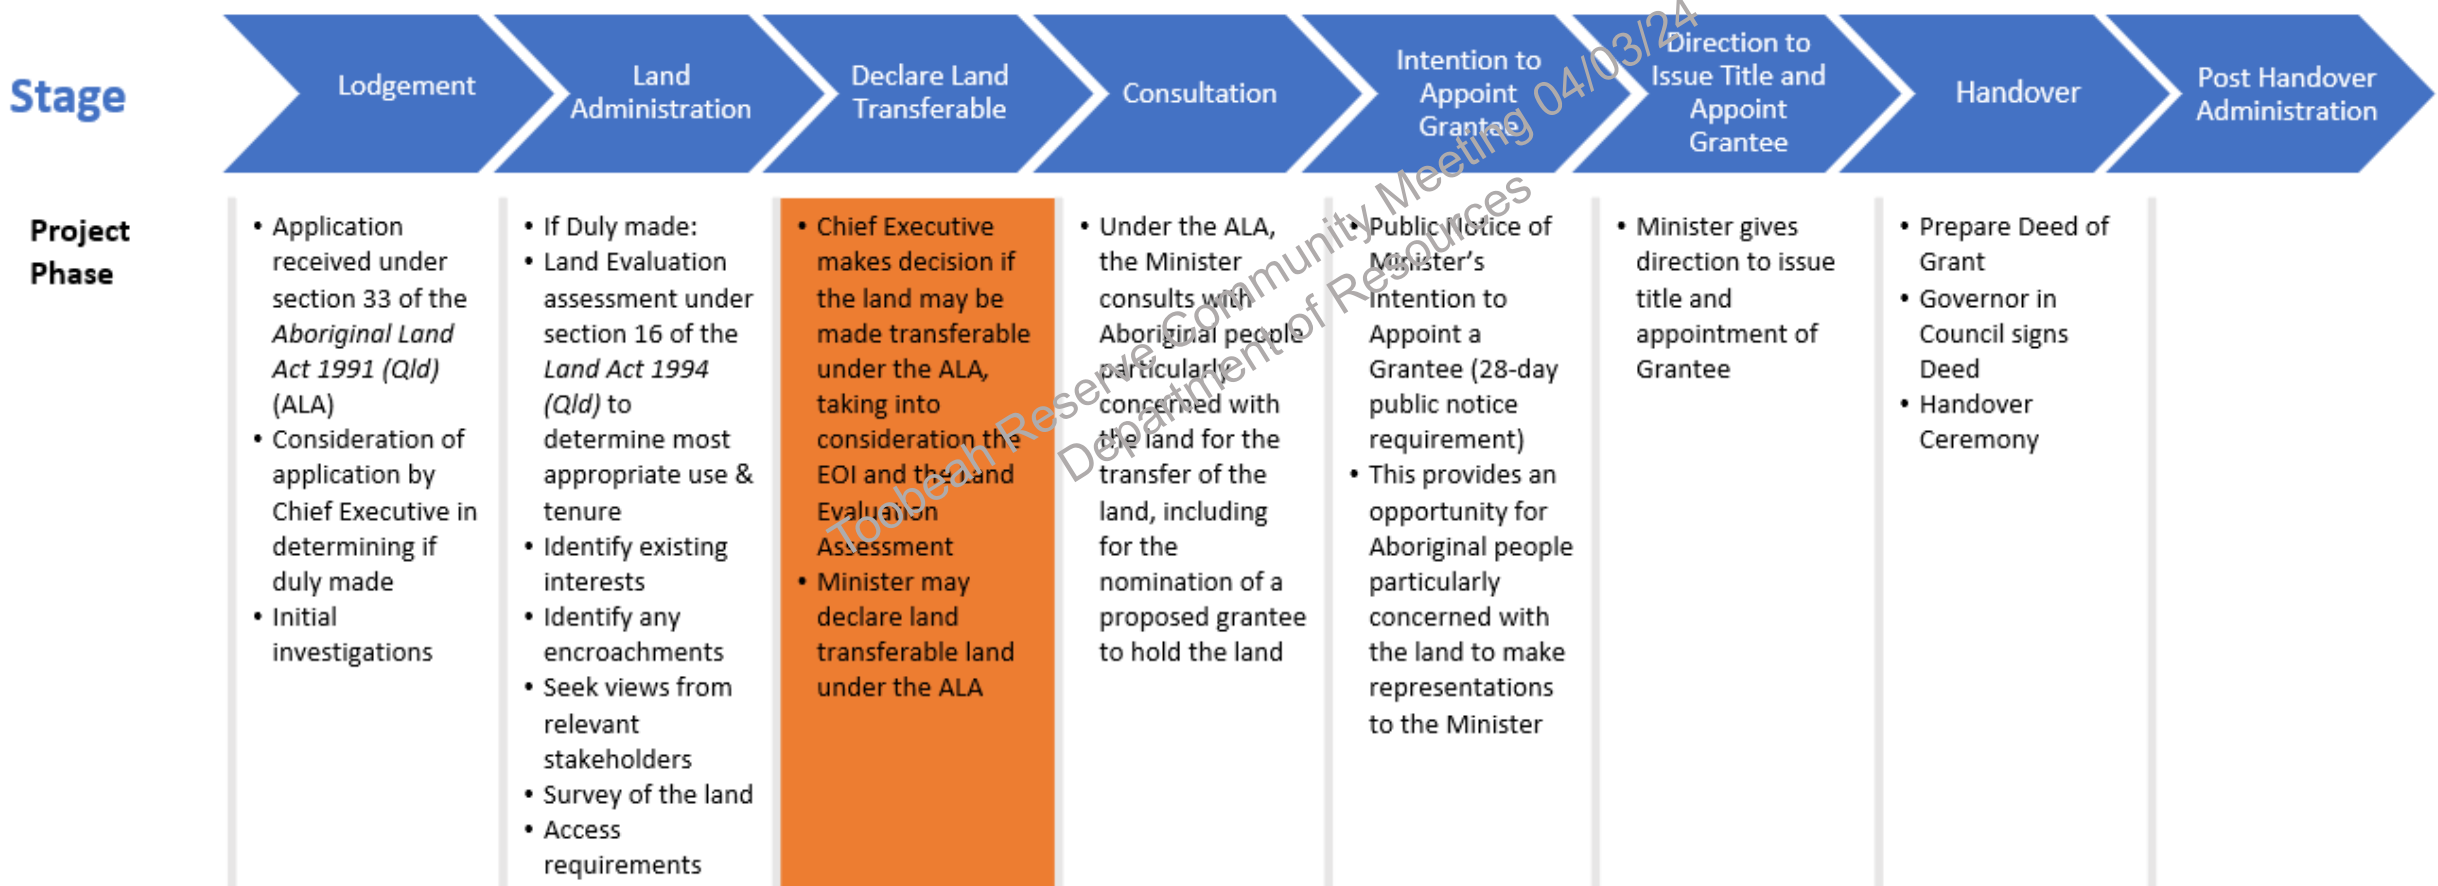 Stage
Lodgement
Land
Administration
Declare Land
Transferable
Consultation
Intention to
Appoint
Grantee
Direction to
Issue Title and
Appoint
Grantee
Handover
Post Handover
Administration
Project
Phase
• Application
received under
section 33 of the
Aboriginal Land
Act 1991 (Qld)
(ALA)
• Consideration of
application by
Chief Executive in
determining if
duly made
• Initial
investigations
• If Duly made:
• Land Evaluation
assessment under
section 16 of the
Land Act 1994
(Qld) to
determine most
appropriate use &
tenure
• Identify existing
interests
• Identify any
encroachments
• Seek views from
relevant
stakeholders
• Survey of the land
• Access
requirements
• Chief Executive
makes decision if
the land may be
made transferable
under the ALA,
taking into
consideration the
EOI and the Land
Evaluation
Assessment
• Minister may
declare land
transferable land
under the ALA
• Under the ALA,
the Minister
consults with
Aboriginal people
particularly
concerned with
the land for the
transfer of the
land, including
for the
nomination of a
proposed grantee
to hold the land
• Public Notice of
Minister's
Intention to
Appoint a
Grantee (28-day
public notice
requirement)
• This provides an
opportunity for
Aboriginal people
particularly
concerned with
the land to make
representations
to the Minister
• Minister gives
direction to issue
title and
appointment of
Grantee
• Prepare Deed of
Grant
• Governor in
Council signs
Deed
• Handover
Ceremony
Toobeah Reserve Community Meeting 04/03/24
Department of Resources